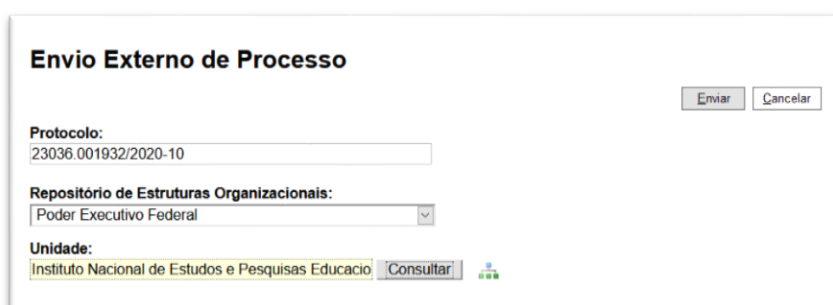 Envio Externo de Processo
Enviar Cancelar
Protocolo:
23036.001932/2020-10
Repositório de Estruturas Organizacionais:
Poder Executivo Federal
Unidade:
Instituto Nacional de Estudos e Pesquisas Educacio Consultar